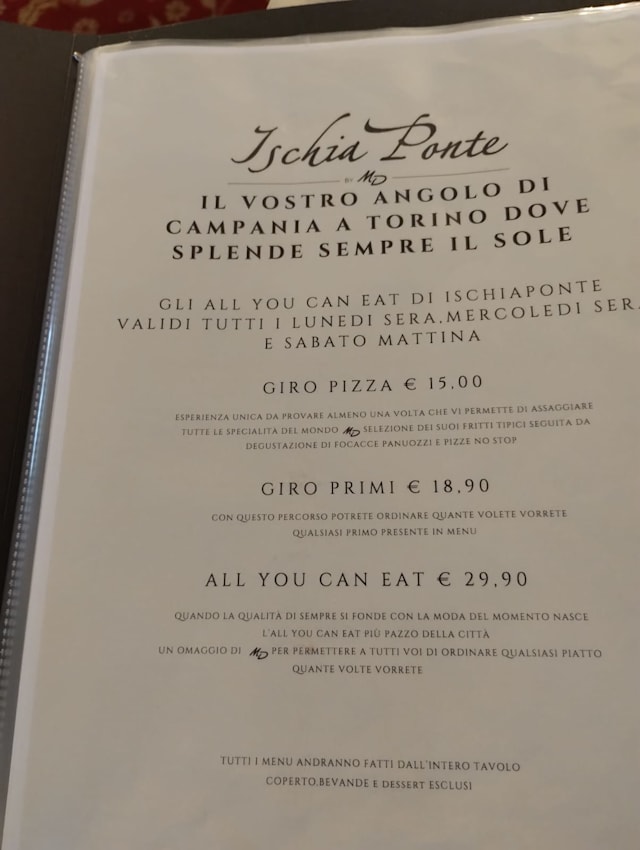 Ischia Ponte
BY MD
IL VOSTRO ANGOLO DI
CAMPANIA A TORINO DOVE
SPLENDE SEMPRE IL SOLE
GLI ALL YOU CAN EAT DI ISCHIAPONTE
VALIDI TUTTI I LUNEDI SERA,MERCOLEDI SER
E SABATO MATTINA
GIRO PIZZA € 15,00
ESPERIENZA UNICA DA PROVARE ALMENO UNA VOLTA CHE VI PERMETTE DI ASSAGGIARE
TUTTE LE SPECIALITÀ DEL MONDO MD SELEZIONE DEI SUOI FRITTI TIPICI SEGUITA DA
DEGUSTAZIONE DI FOCACCE PANUOZZI E PIZZE NO STOP
GIRO PRIMI € 18,90
CON QUESTO PERCORSO POTRETE ORDINARE QUANTE VOLETE VORRETE
QUALSIASI PRIMO PRESENTE IN MENU
ALL YOU CAN EAT € 29,90
QUANDO LA QUALITÀ DI SEMPRE SI FONDE CON LA MODA DEL MOMENTO NASCE
L'ALL YOU CAN EAT PIÙ PAZZO DELLA CITTÀ
UN OMAGGIO DI MD PER PERMETTERE A TUTTI VOI DI ORDINARE QUALSIASI PIATTO
QUANTE VOLTE VORRETE
TUTTI I MENU ANDRANNO FATTI DALL'INTERO TAVOLO
COPERTO,BEVANDE E DESSERT ESCLUSI